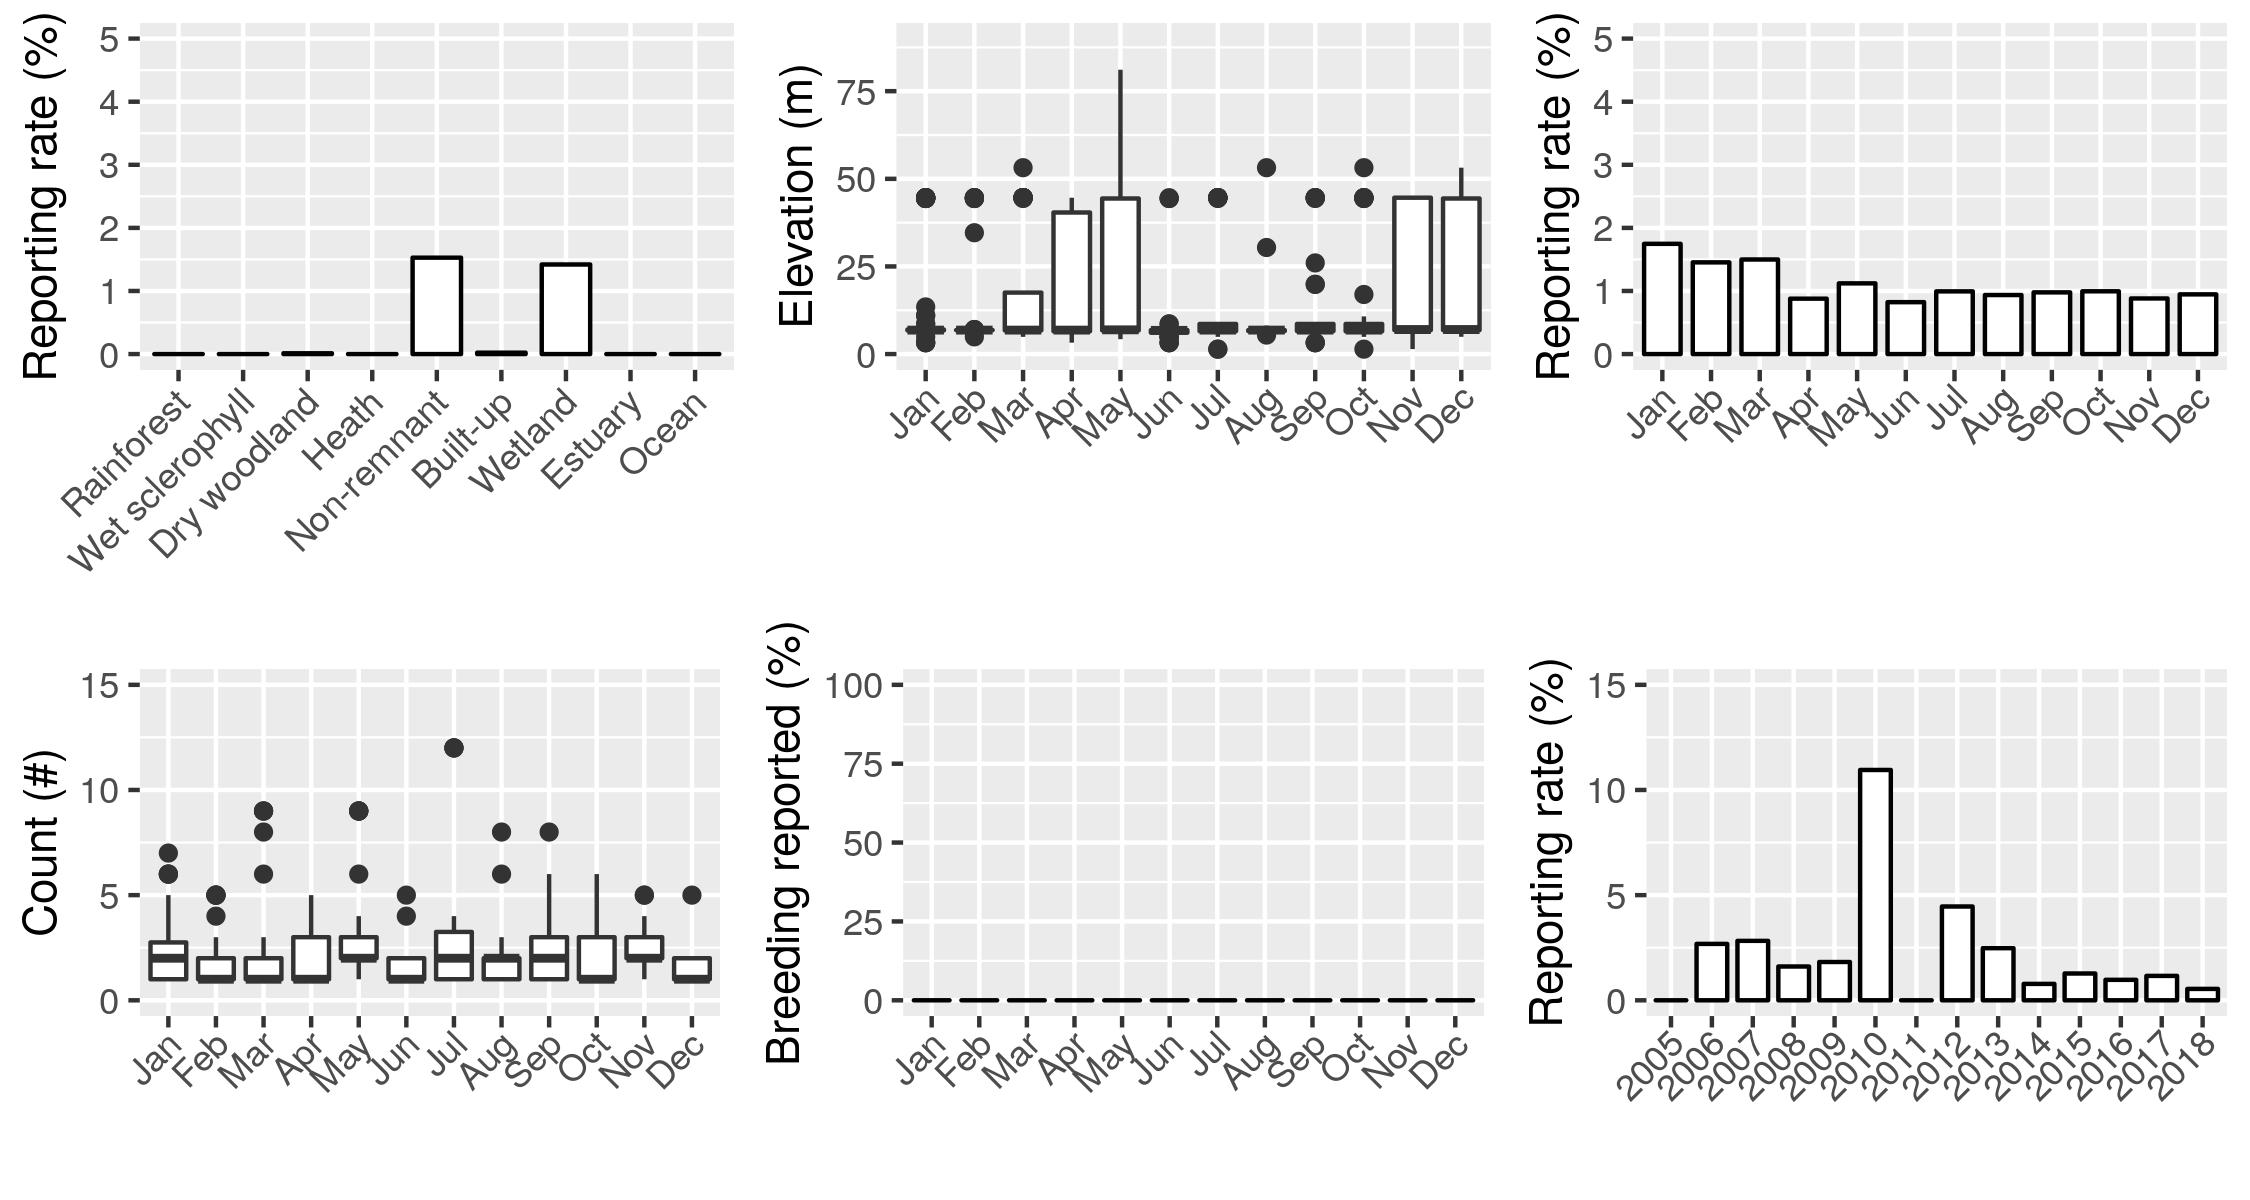 Reporting rate (%)
5
4
3
2
1
0
Rainforest
Wet sclerophyll
Dry woodland
Heath
Non-remnant
Built-up
Wetland
Estuary
Ocean
Elevation (m)
75
50
25
0
Jan
Feb
Mar
Apr
May
Jun
Jul
Aug
Sep
Oct
Nov
Dec
Reporting rate (%)
5
4
3
2
1
0
Jan
Feb
Mar
Apr
May
Jun
Jul
Aug
Sep
Oct
Nov
Dec
Count (#)
15
10
5
0
Jan
Feb
Mar
Apr
May
Jun
Jul
Aug
Sep
Oct
Nov
Dec
Breeding reported (%)
100
75
50
25
0
Jan
Feb
Mar
Apr
May
Jun
Jul
Aug
Sep
Oct
Nov
Dec
Reporting rate (%)
15
10
5
0
2005
2006
2007
2008
2009
2010
2011
2012
2013
2014
2015
2016
2017
2018